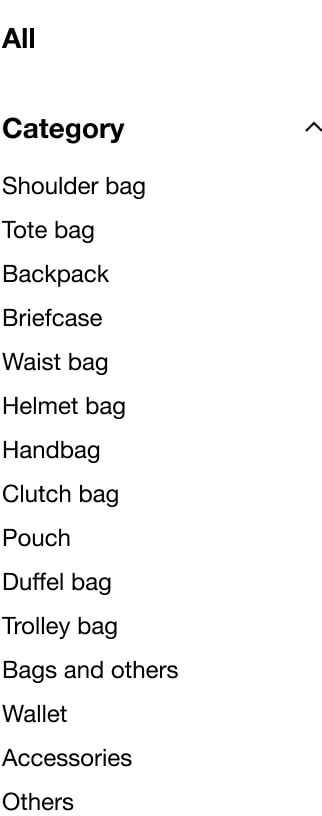 All
Category
Shoulder bag
Tote bag
Backpack
Briefcase
Waist bag
Helmet bag
Handbag
Clutch bag
Pouch
Duffel bag
Trolley bag
Bags and others
Wallet
Accessories
Others